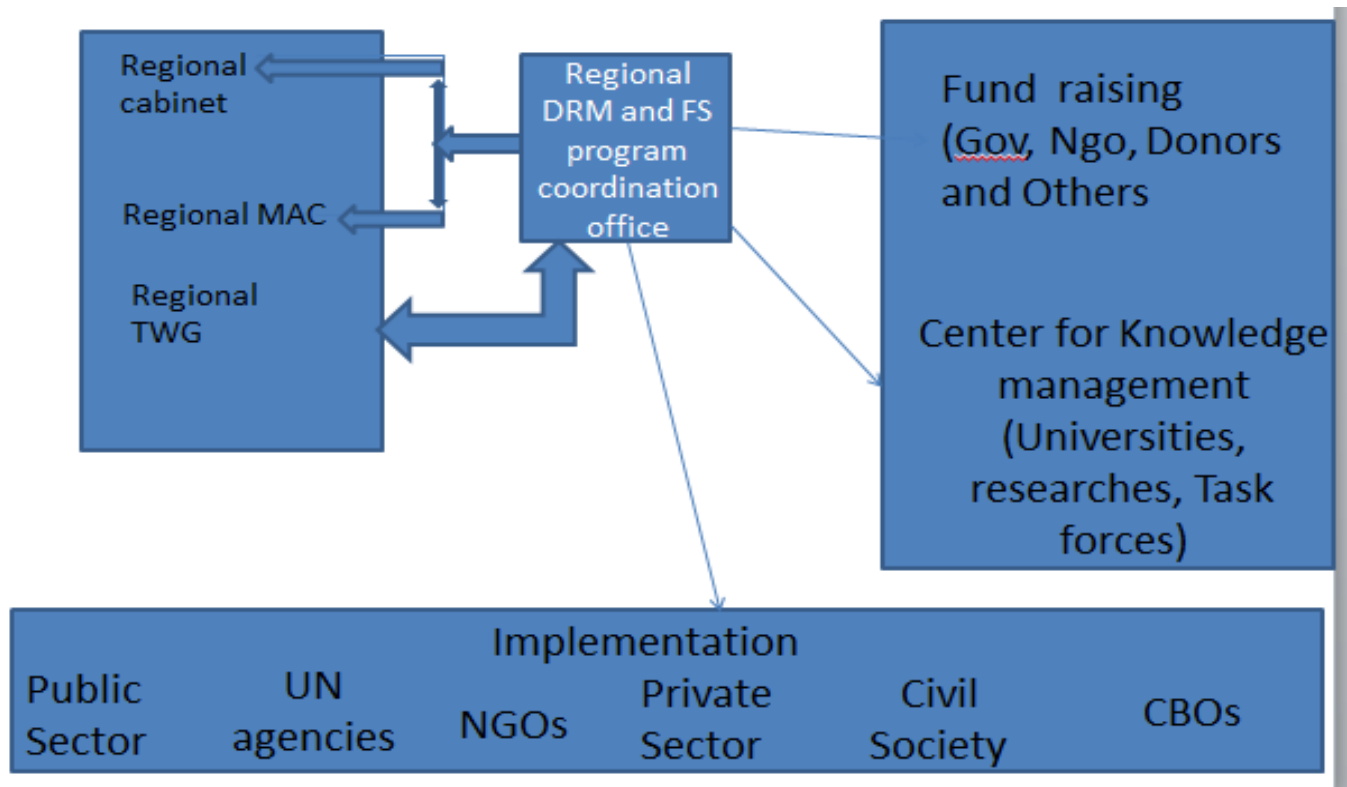 Regional
cabinet
Regional MAC
Regional
TWG
Regional
DRM and FS
program
coordination
office
Fund  raising
(Gov, Ngo, Donors
and Others
Center for Knowledge
management
(Universities,
researches, Task
forces)
Implementation
Public
Sector
UN
agencies
NGOs
Private
Sector
Civil
Society
CBOs